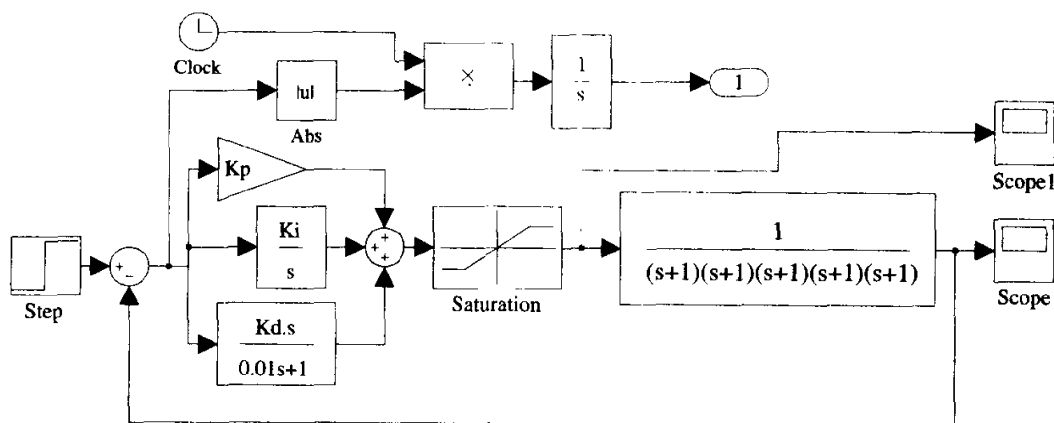 Clock
|u|
Abs
×
1
s
1
Scope1
Kp
Ki
s
+
+
+
Saturation
1
(s+1)(s+1)(s+1)(s+1)(s+1)
Scope
Step
+
−
Kd.s
0.01s+1